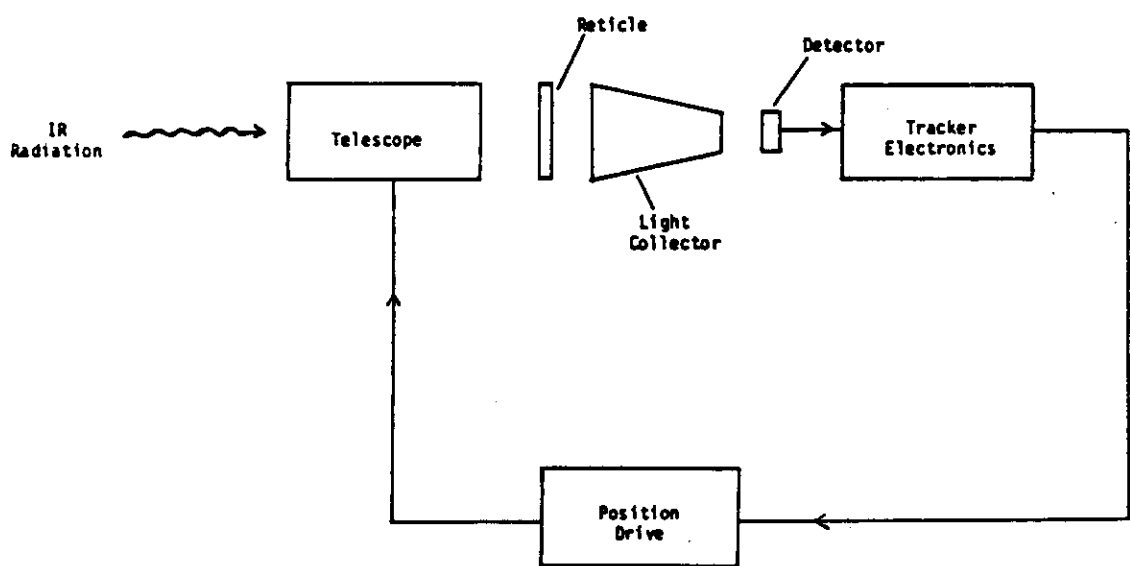 Reticle
Detector
IR
Radiation
Telescope
Tracker
Electronics
Light
Collector
Position
Drive